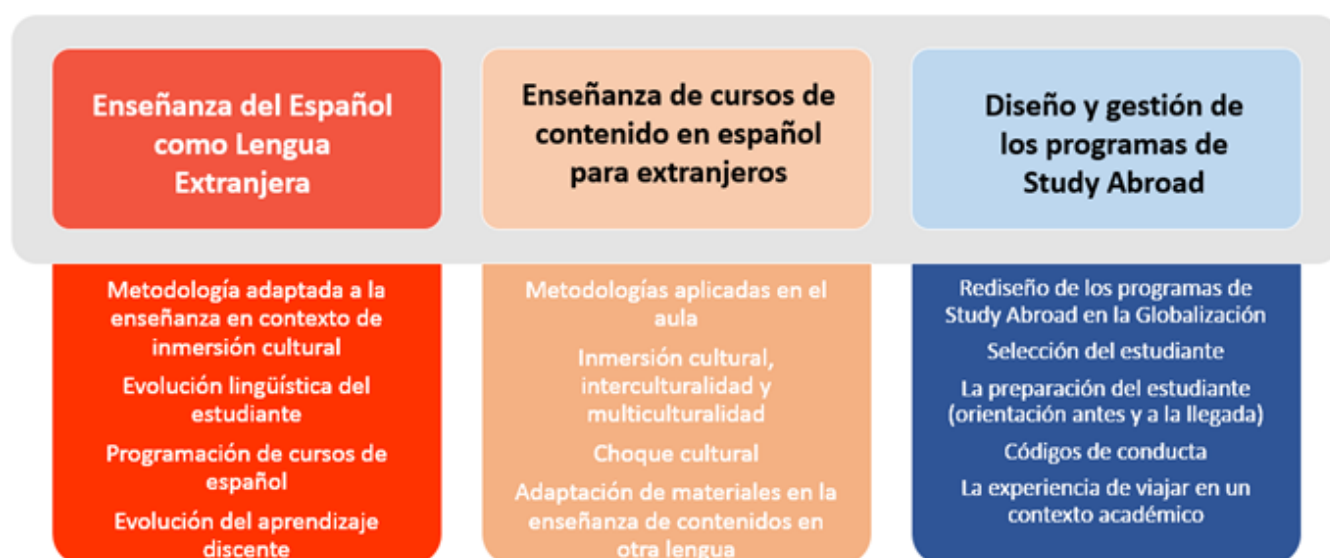 Enseñanza del Español
como Lengua
Extranjera
Metodología adaptada a la
enseñanza en contexto de
inmersión cultural
Evolución lingüística del
estudiante
Programación de cursos de
español
Evolución del aprendizaje
discente
Enseñanza de cursos de
contenido en español
para extranjeros
Metodologías aplicadas en el
aula
Inmersión cultural,
interculturalidad y
multiculturalidad
Choque cultural
Adaptación de materiales en la
enseñanza de contenidos en
otra lengua
Diseño y gestión de
los programas de
Study Abroad
Rediseño de los programas de
Study Abroad en la Globalización
Selección del estudiante
La preparación del estudiante
(orientación antes y a la llegada)
Códigos de conducta
La experiencia de viajar en un
contexto académico